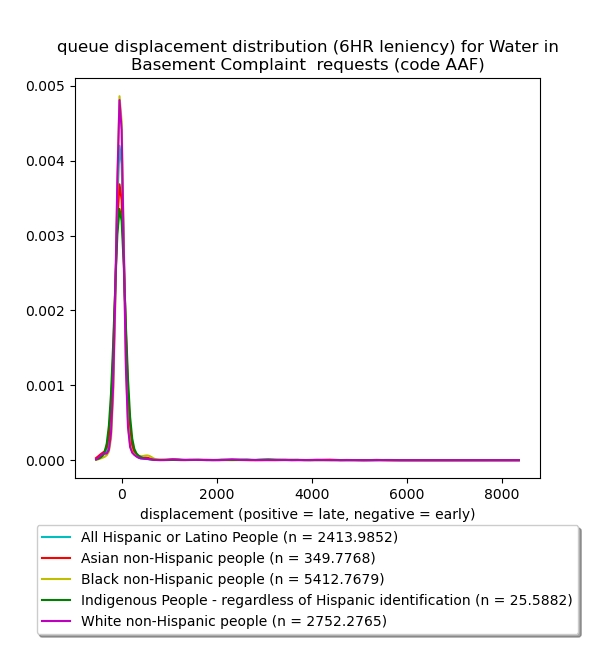 queue displacement distribution (6HR leniency) for Water in
Basement Complaint  requests (code AAF)
0.005
0.004
0.003
0.002
0.001
0.000
0 2000 4000 6000 8000
displacement (positive = late, negative = early)
All Hispanic or Latino People (n = 2413.9852)
Asian non-Hispanic people (n = 349.7768)
Black non-Hispanic people (n = 5412.7679)
Indigenous People - regardless of Hispanic identification (n = 25.5882)
White non-Hispanic people (n = 2752.2765)